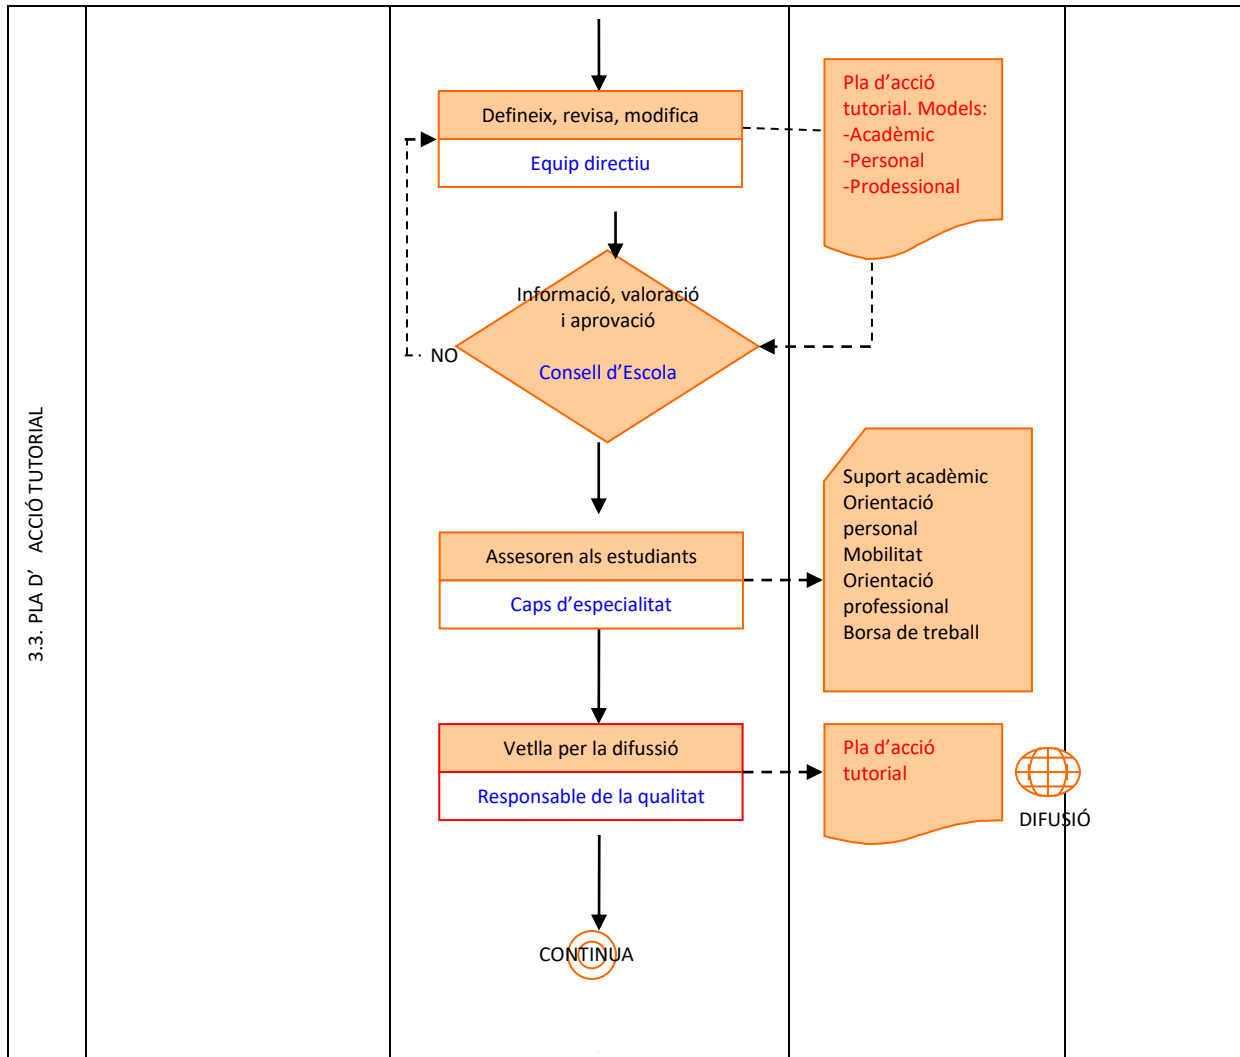 3.3. PLA D’ ACCIÓ TUTORIAL
Defineix, revisa, modifica
Equip directiu
Pla d’acció
tutorial. Models:
-Acadèmic
-Personal
-Prodessional
Informació, valoració
i aprovació
Consell d’Escola
NO
Assesoren als estudiants
Caps d’especialitat
Suport acadèmic
Orientació
personal
Mobilitat
Orientació
professional
Borsa de treball
Vetlla per la difussió
Responsable de la qualitat
Pla d’acció
tutorial
DIFUSIÓ
CONTINUA